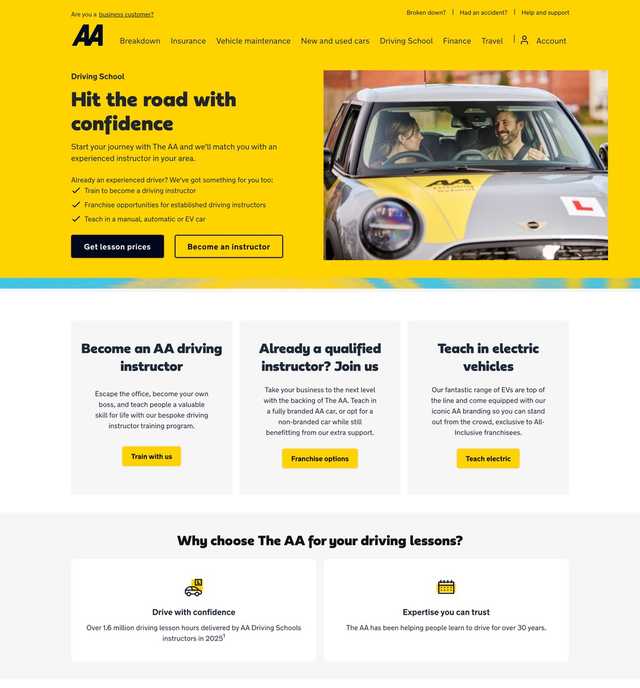 Are you a business customer?
Broken down?
Had an accident?
Help and support
AA
Breakdown
Insurance
Vehicle maintenance
New and used cars
Driving School
Finance
Travel
Account
Driving School
Hit the road with
confidence
Start your journey with The AA and we'll match you with an
experienced instructor in your area.
Already an experienced driver? We've got something for you too:
Train to become a driving instructor
Franchise opportunities for established driving instructors
Teach in a manual, automatic or EV car
Get lesson prices
Become an instructor
AA
L
Become an AA driving
instructor
Escape the office, become your own
boss, and teach people a valuable
skill for life with our bespoke driving
instructor training program.
Train with us
Already a qualified
instructor? Join us
Take your business to the next level
with the backing of The AA. Teach in
a fully branded AA car, or opt for a
non-branded car while still
benefitting from our extra support.
Franchise options
Teach in electric
vehicles
Our fantastic range of EVs are top of
the line and come equipped with our
iconic AA branding so you can stand
out from the crowd, exclusive to All-
Inclusive franchisees.
Teach electric
Why choose The AA for your driving lessons?
Drive with confidence
Over 1.6 million driving lesson hours delivered by AA Driving Schools
instructors in 2025¹
Expertise you can trust
The AA has been helping people learn to drive for over 30 years.